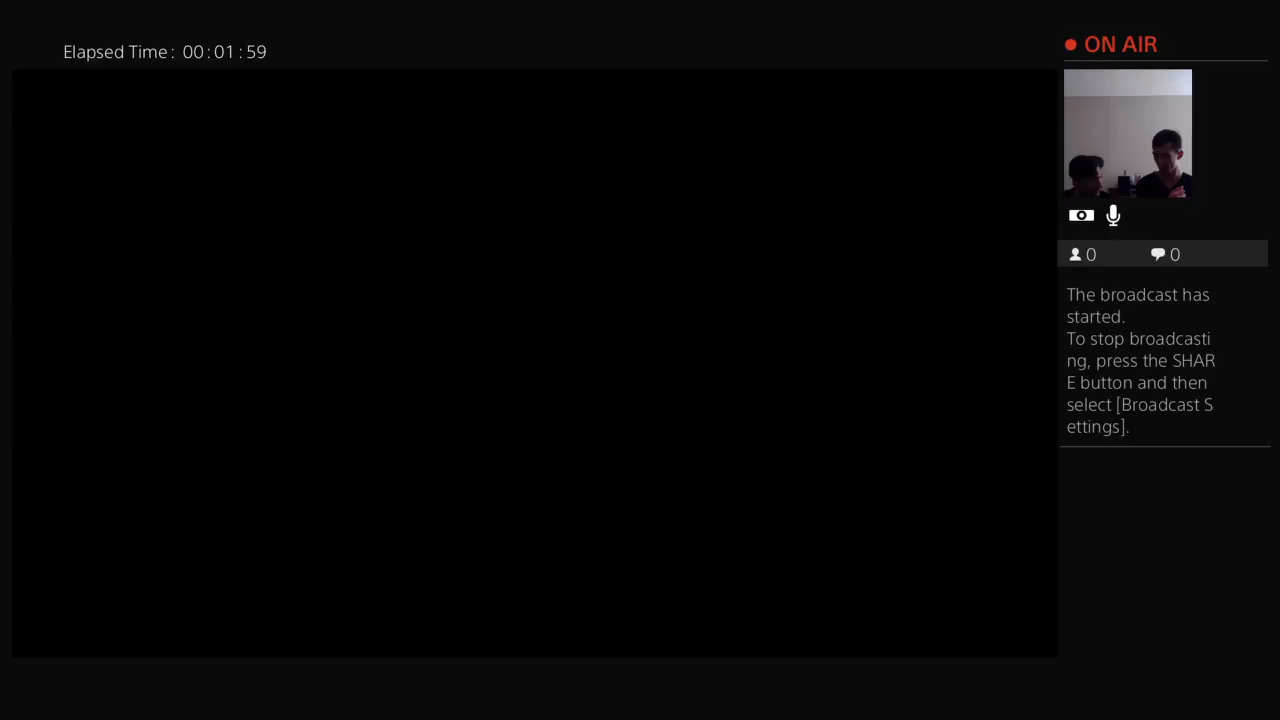 Elapsed Time: 00:01:59
ON AIR
0 0
The broadcast has
started.
To stop broadcasti
ng, press the SHAR
E button and then
select [Broadcast S
ettings].